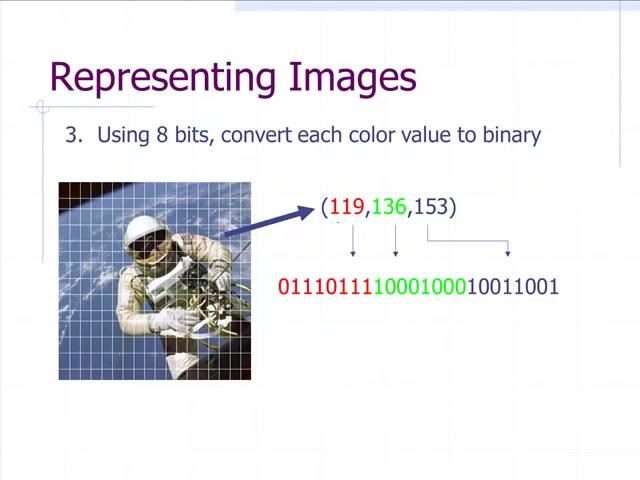 Representing Images
3. Using 8 bits, convert each color value to binary
(119,136,153)
011101111000100010011001